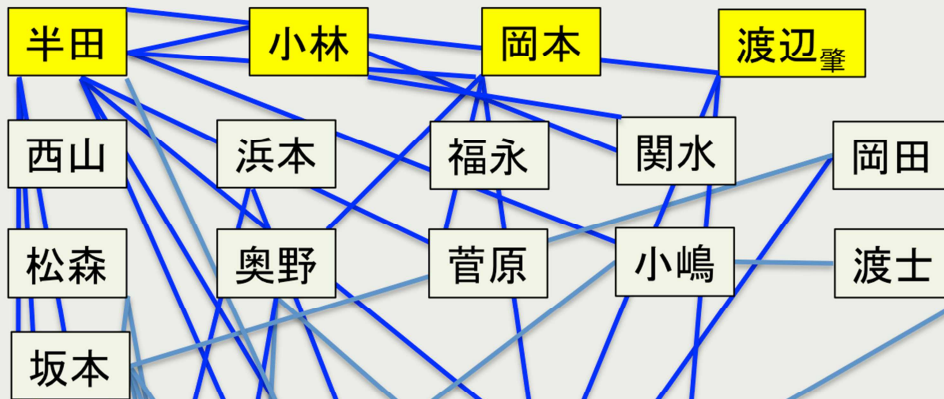 半田 小林 岡本 渡辺肇
西山 浜本 福永 関水 岡田
松森 奥野 菅原 小嶋 渡士
坂本